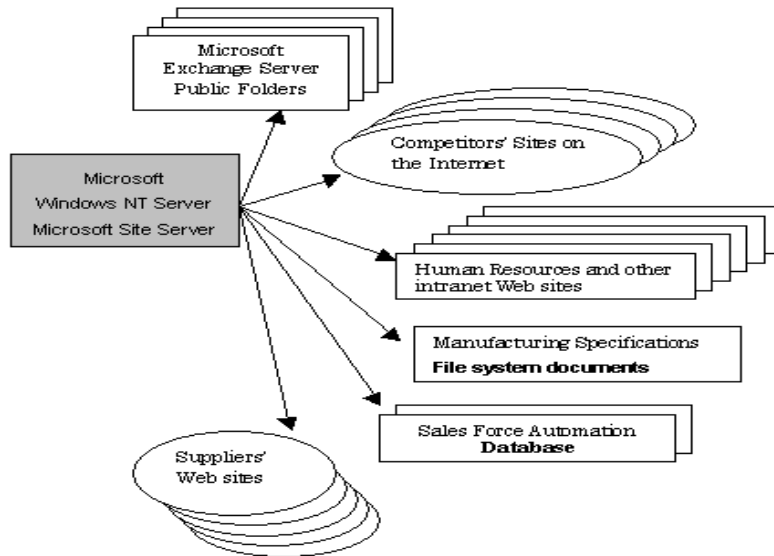 Microsoft
Exchange Server
Public Folders
Competitors' Sites on
the Internet
Microsoft
Windows NT Server
Microsoft Site Server
Human Resources and other
intranet Web sites
Manufacturing Specifications
File system documents
Sales Force Automation
Database
Suppliers'
Web sites